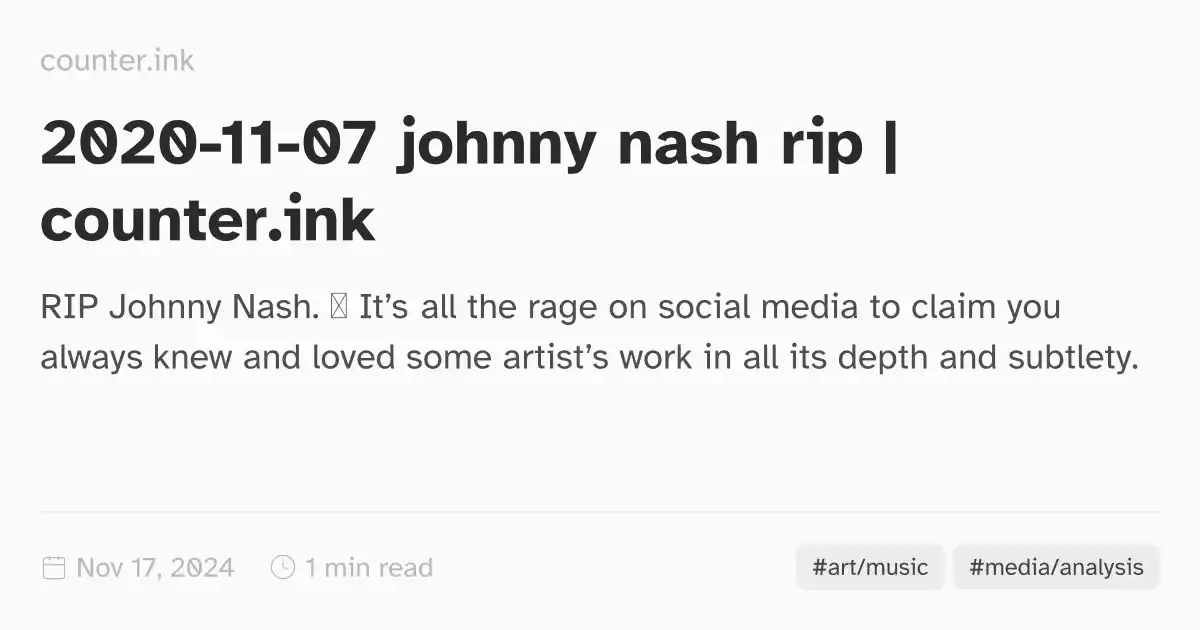 counter.ink
2020-11-07 johnny nash rip |
counter.ink
RIP Johnny Nash. It’s all the rage on social media to claim you
always knew and loved some artist’s work in all its depth and subtlety.
Nov 17, 2024 1 min read #art/music #media/analysis